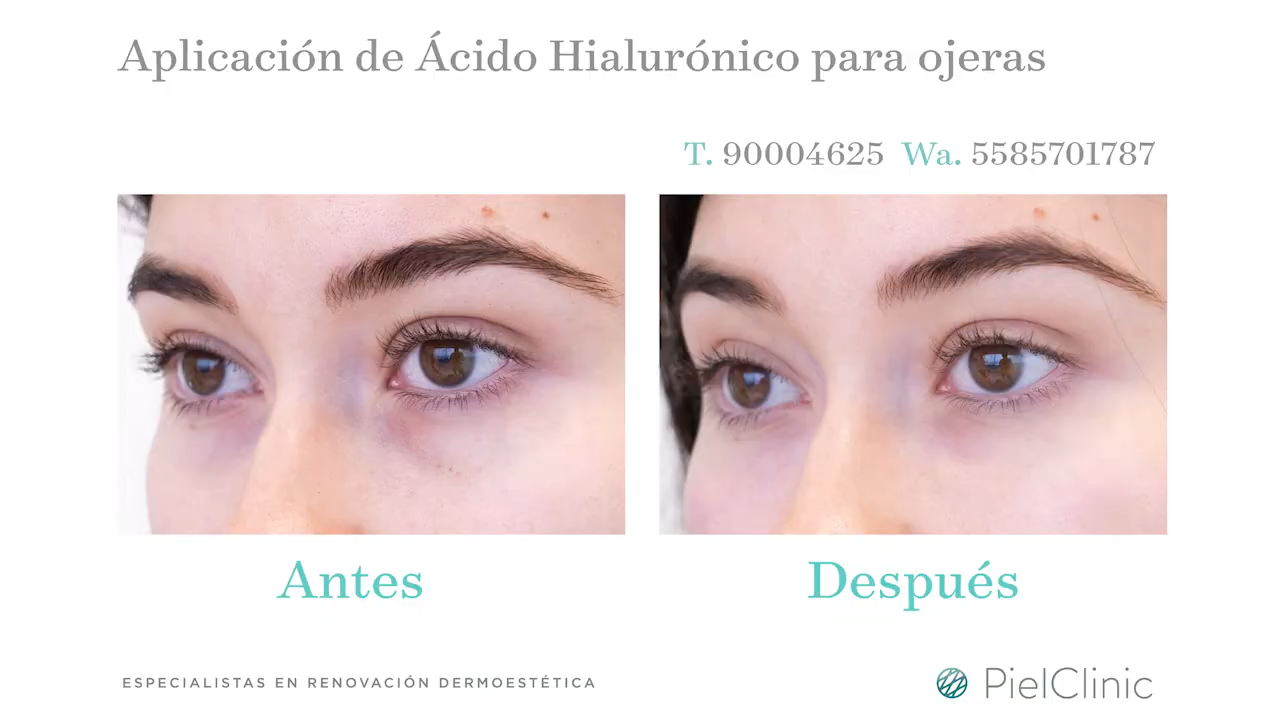 Aplicación de Ácido Hialurónico para ojeras
T. 90004625 Wa. 5585701787
Antes
Después
ESPECIALISTAS EN RENOVACIÓN DERMOESTÉTICA
PielClinic